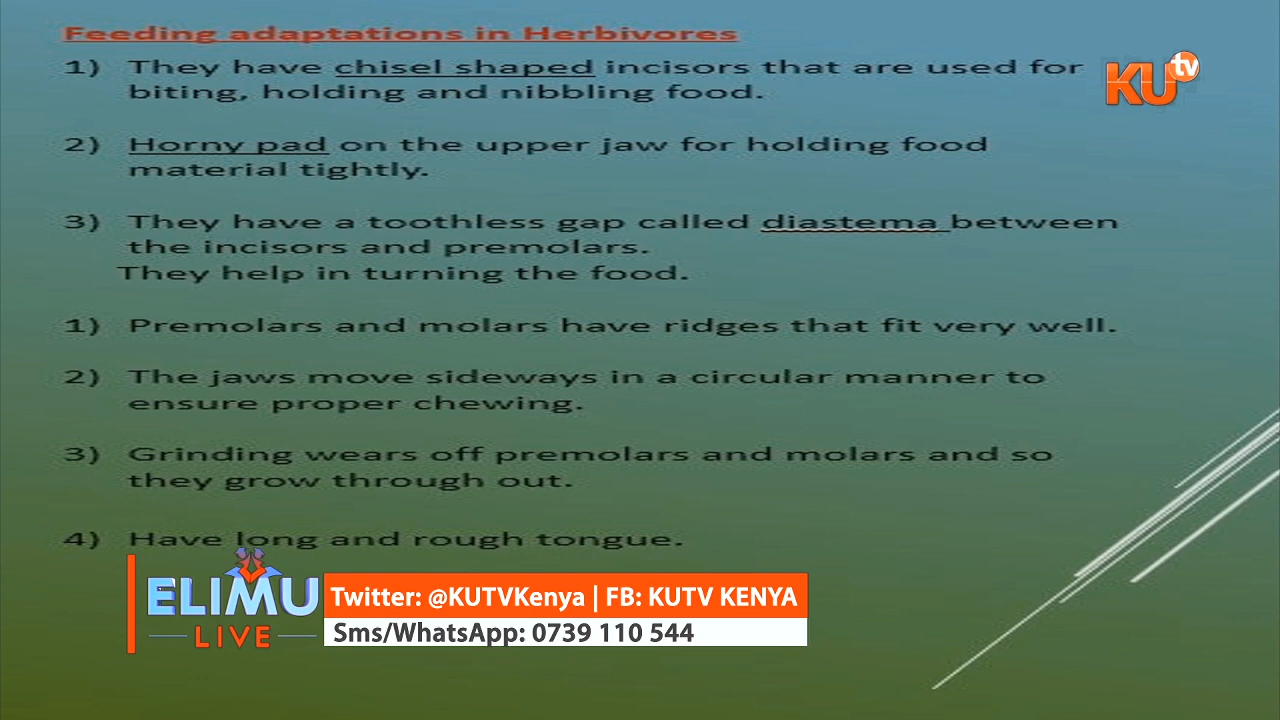 Feeding adaptations in Herbivores
1) They have chisel shaped incisors that are used for
biting, holding and nibbling food.
2) Horny pad on the upper jaw for holding food
material tightly.
3) They have a toothless gap called diastema between
the incisors and premolars.
They help in turning the food.
1) Premolars and molars have ridges that fit very well.
2) The jaws move sideways in a circular manner to
ensure proper chewing.
3) Grinding wears off premolars and molars and so
they grow through out.
4) Have long and rough tongue.
KUtv
ELIMU
LIVE
Twitter: @KUTVKenya | FB: KUTV KENYA
Sms/WhatsApp: 0739 110 544